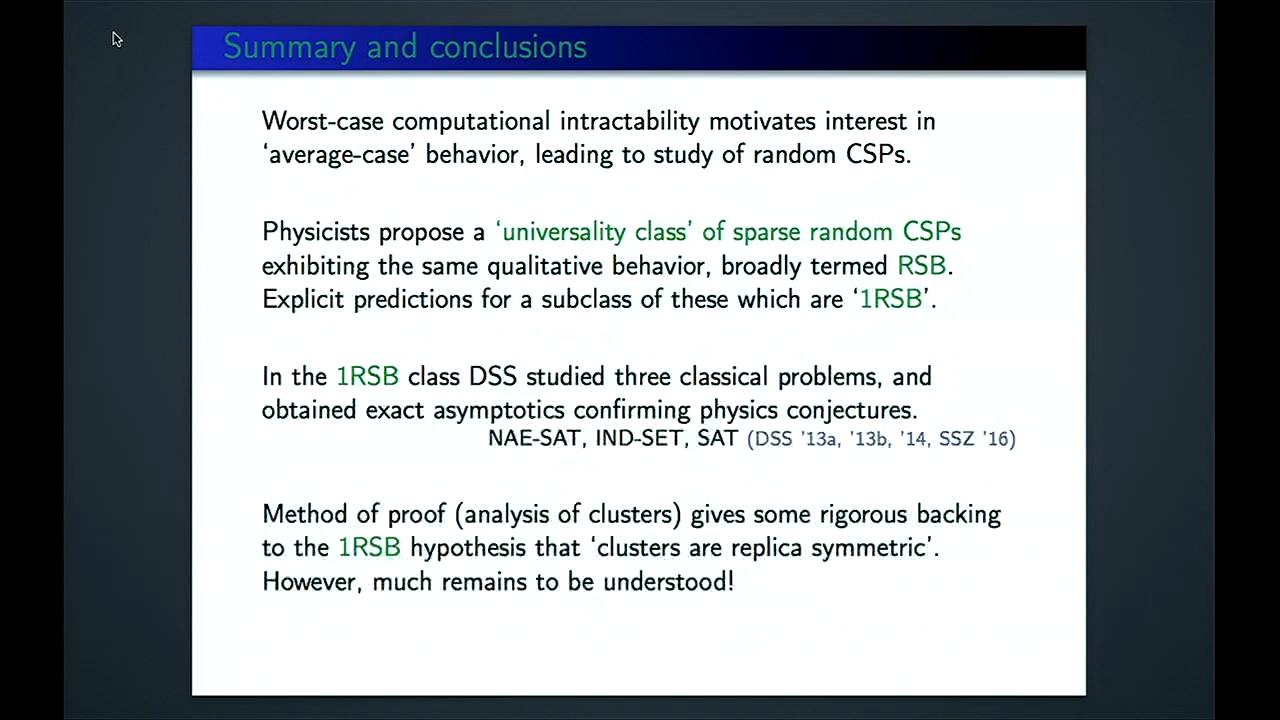 Summary and conclusions
Worst-case computational intractability motivates interest in
‘average-case’ behavior, leading to study of random CSPs.
Physicists propose a ‘universality class’ of sparse random CSPs
exhibiting the same qualitative behavior, broadly termed RSB.
Explicit predictions for a subclass of these which are ‘1RSB’.
In the 1RSB class DSS studied three classical problems, and
obtained exact asymptotics confirming physics conjectures.
NAE-SAT, IND-SET, SAT (DSS '13a, '13b, '14, SSZ '16)
Method of proof (analysis of clusters) gives some rigorous backing
to the 1RSB hypothesis that ‘clusters are replica symmetric’.
However, much remains to be understood!